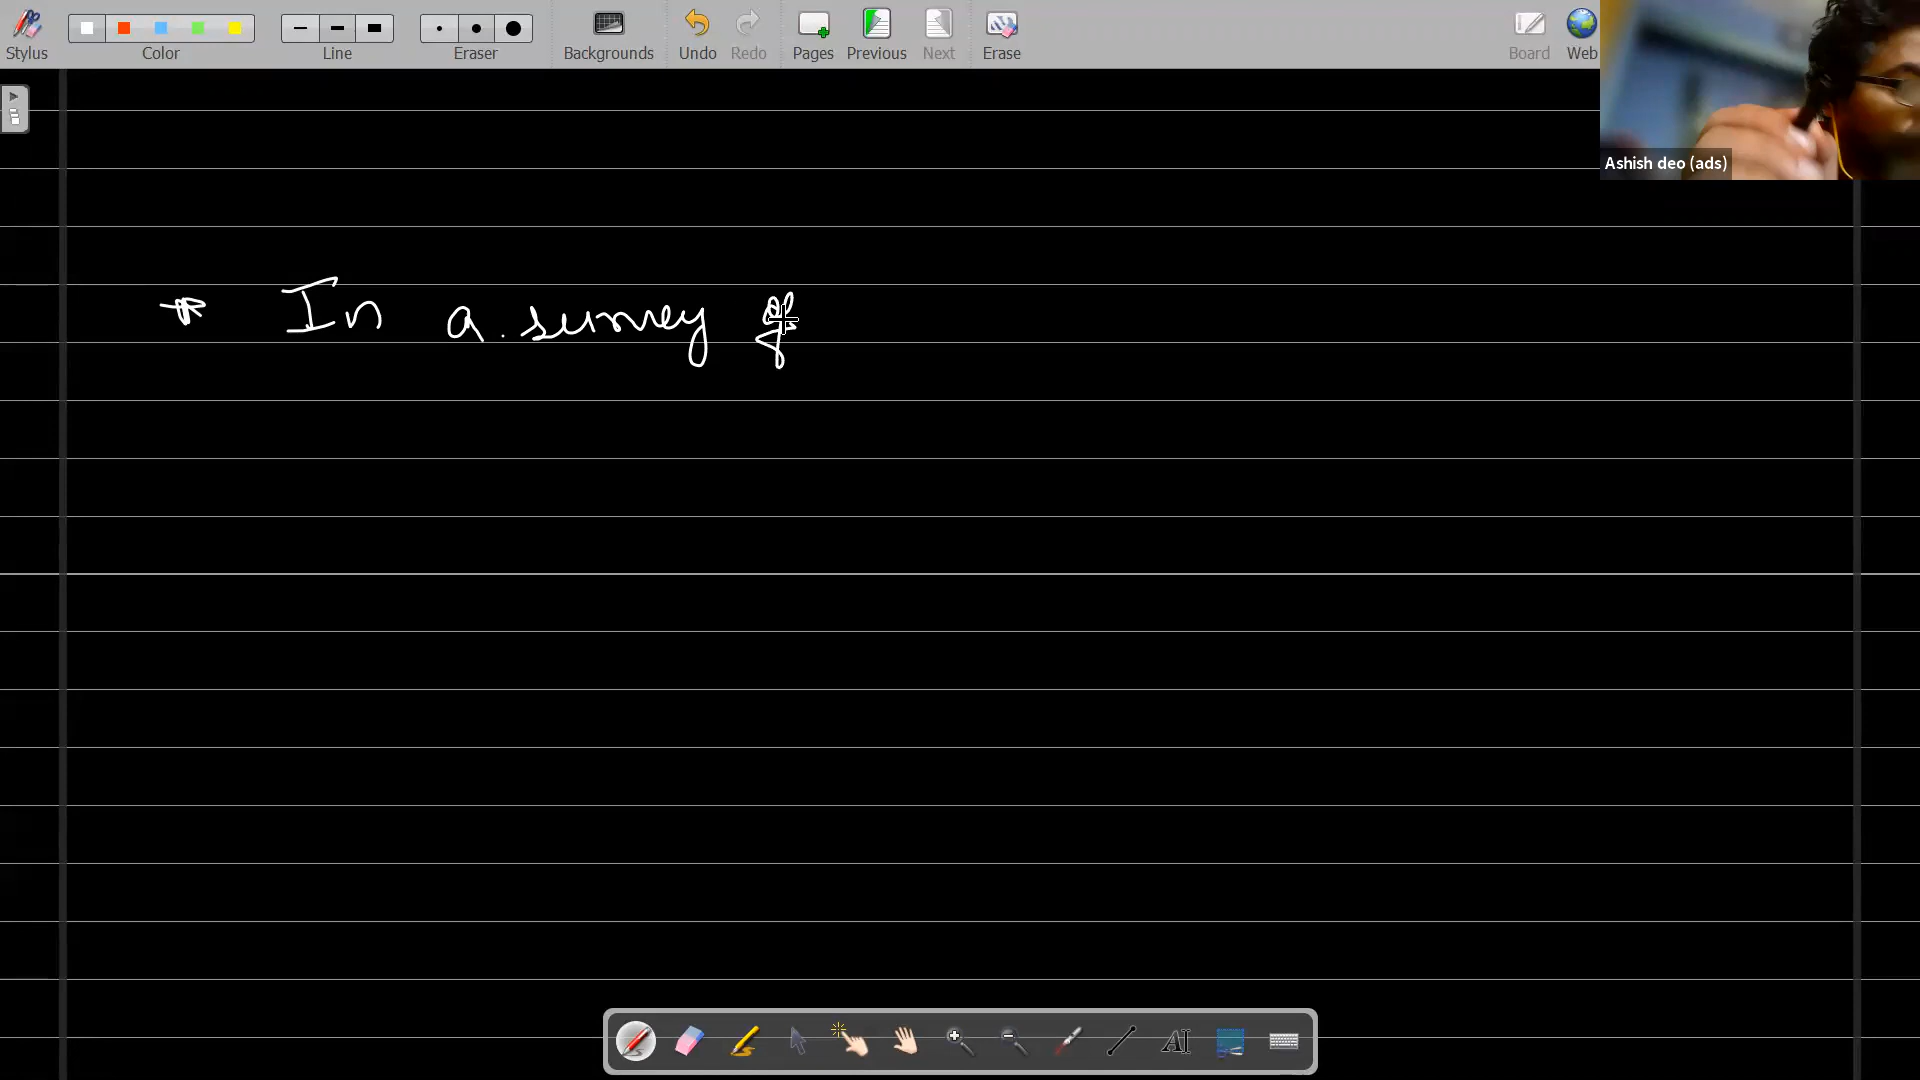 Stylus Color Line Eraser Backgrounds Undo Redo Pages Previous Next Erase Board Web
Ashish deo (ads)
* In a survey of